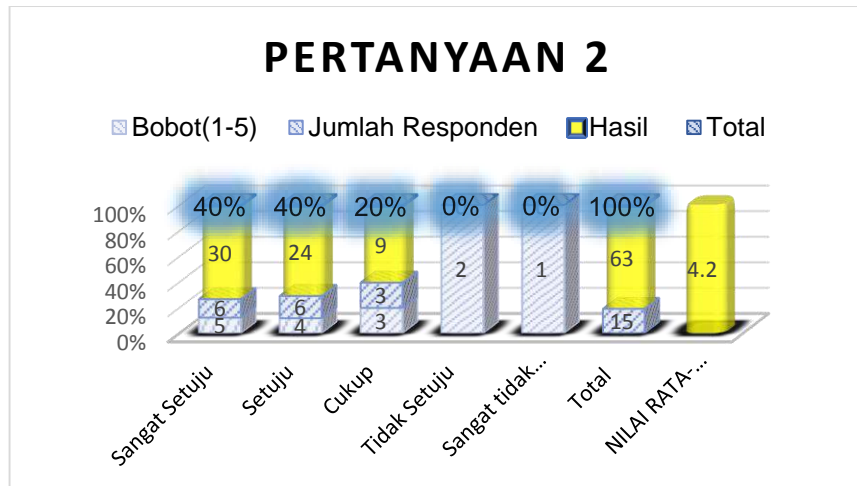 PERTANYAAN 2
Bobot(1-5) Jumlah Responden Hasil Total
40% 40% 20% 0% 0% 100%
100%
80%
60%
40%
20%
0%
30 24 9 2 1 63 4.2
6 6 3 15
5 4 3
Sangat Setuju
Setuju
Cukup
Tidak Setuju
Sangat tidak...
Total
NILAI RATA-...